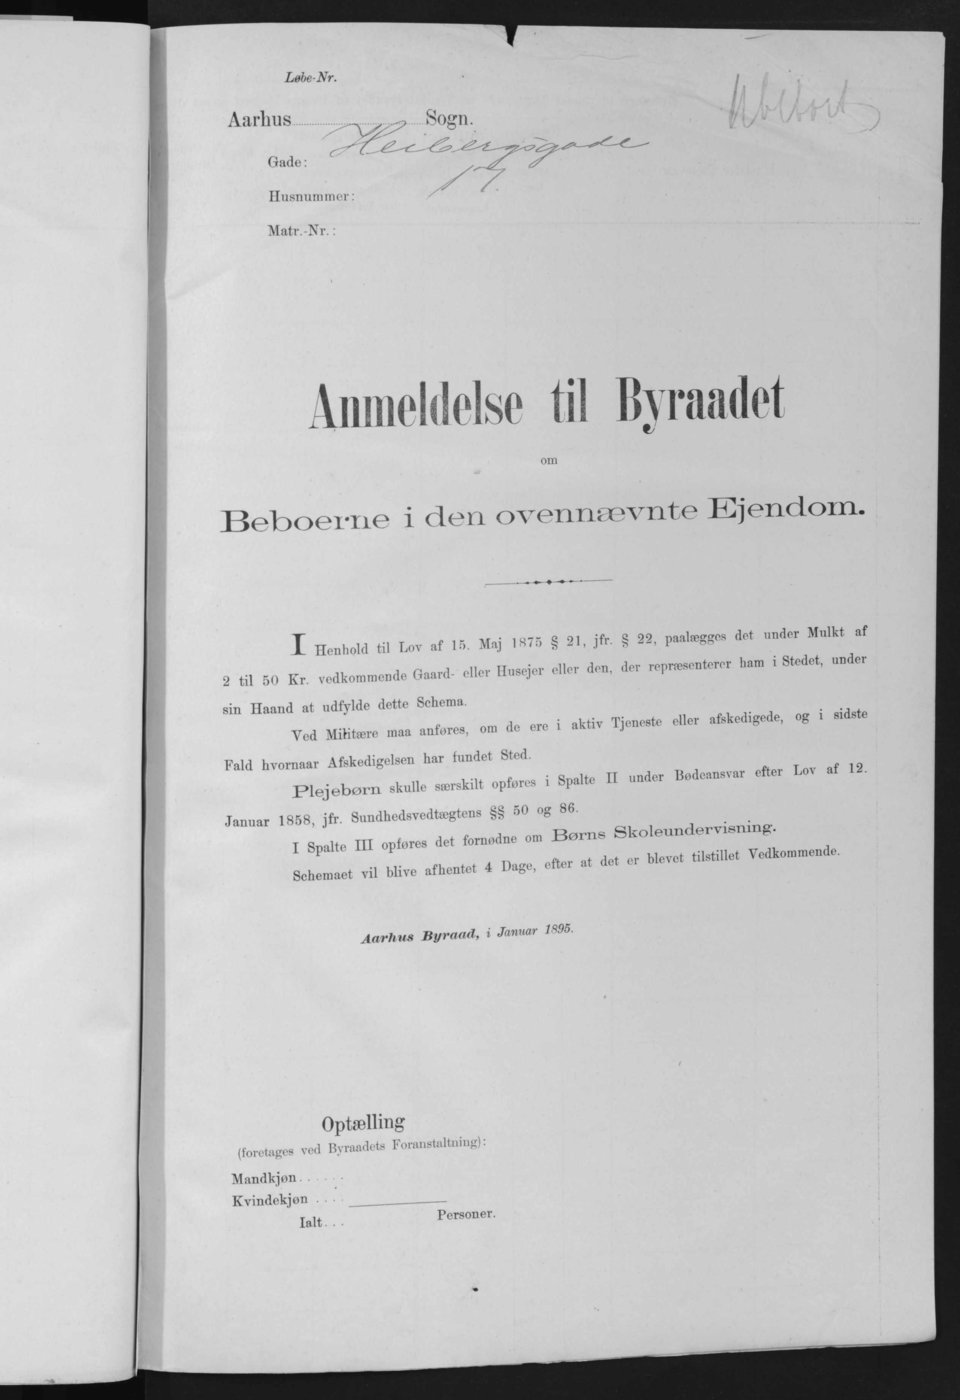 Løbe-Nr.
Aarhus Sogn.
Gade: Heibergsgade
Husnummer: 17.
Matr.-Nr.:
Anmeldelse til Byraadet
om
Beboerne i den ovennævnte Ejendom.
I Henhold til Lov af 15. Maj 1875 § 21, jfr. § 22, paalægges det under Mulkt af
2 til 50 Kr. vedkommende Gaard- eller Husejer eller den, der repræsenterer ham i Stedet, under
sin Haand at udfylde dette Schema.
Ved Militære maa anføres, om de ere i aktiv Tjeneste eller afskedigede, og i sidste
Fald hvornaar Afskedigelsen har fundet Sted.
Plejebørn skulle særskilt opføres i Spalte II under Bødeansvar efter Lov af 12.
Januar 1858, jfr. Sundhedsvedtægtens §§ 50 og 86.
I Spalte III opføres det fornødne om Børns Skoleundervisning.
Schemaet vil blive afhentet 4 Dage, efter at det er blevet tilstillet Vedkommende.
Aarhus Byraad, i Januar 1895.
Optælling
(foretages ved Byraadets Foranstaltning):
Mandkjøn......
Kvindekjøn....
Ialt... Personer.